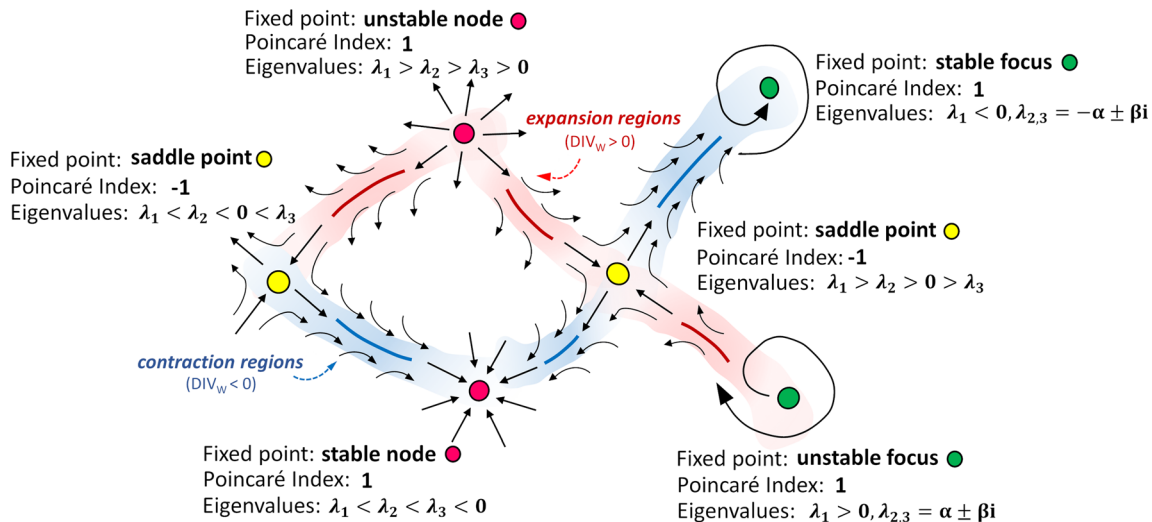 Fixed point: unstable node
Poincaré Index: 1
Eigenvalues: λ₁ > λ₂ > λ₃ > 0
Fixed point: stable focus
Poincaré Index: 1
Eigenvalues: λ₁ < 0, λ₂,₃ = −α ± βi
expansion regions
(DIVw > 0)
Fixed point: saddle point
Poincaré Index: -1
Eigenvalues: λ₁ < λ₂ < 0 < λ₃
Fixed point: saddle point
Poincaré Index: -1
Eigenvalues: λ₁ > λ₂ > 0 > λ₃
contraction regions
(DIVw < 0)
Fixed point: stable node
Poincaré Index: 1
Eigenvalues: λ₁ < λ₂ < λ₃ < 0
Fixed point: unstable focus
Poincaré Index: 1
Eigenvalues: λ₁ > 0, λ₂,₃ = α ± βi